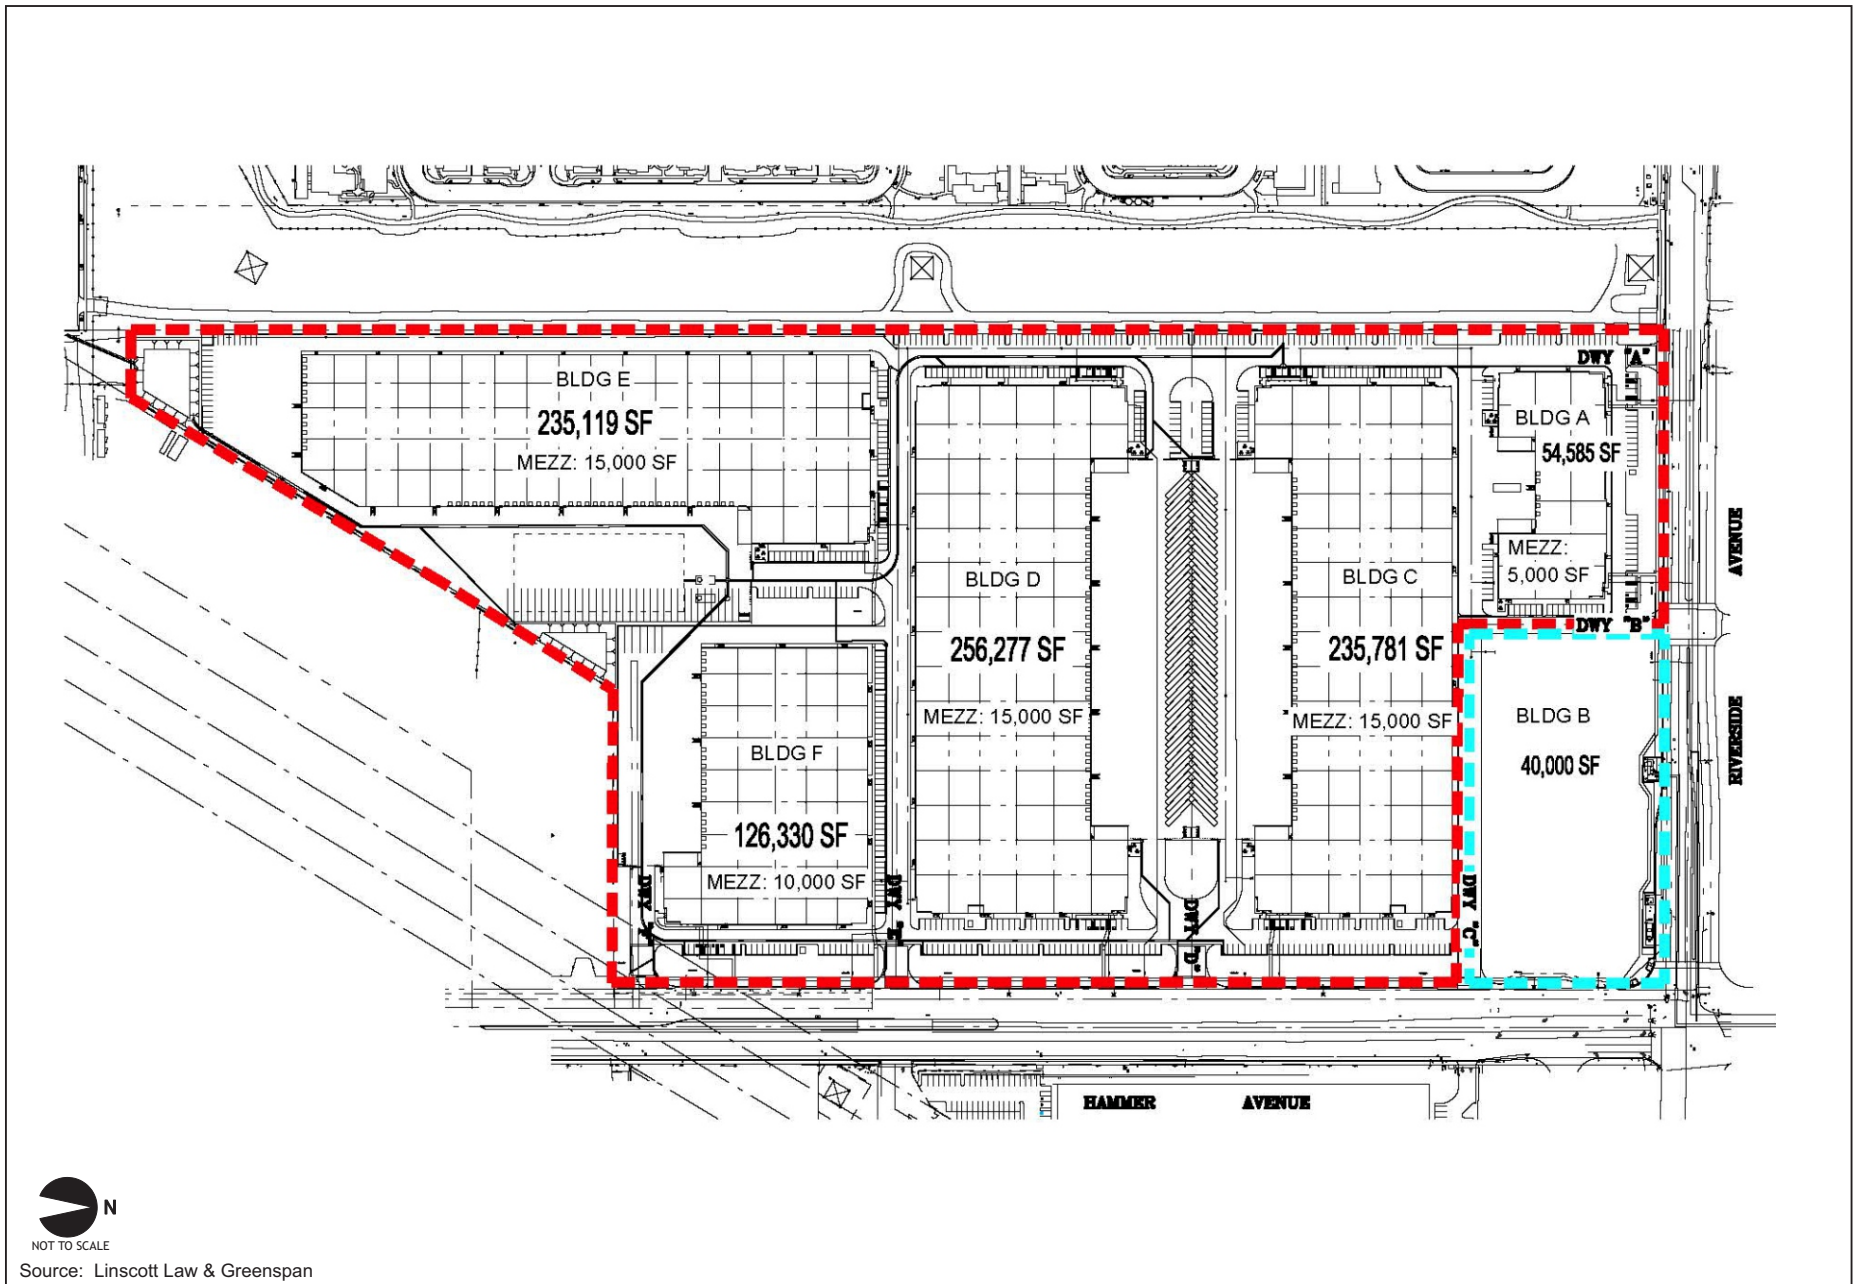 DWY "A"
BLDG E
235,119 SF
MEZZ: 15,000 SF
BLDG A
54,585 SF
MEZZ:
5,000 SF
AVENUE
BLDG D
256,277 SF
MEZZ: 15,000 SF
BLDG C
235,781 SF
MEZZ: 15,000 SF
DWY "B"
RIVERSIDE
BLDG B
40,000 SF
BLDG F
126,330 SF
MEZZ: 10,000 SF
DWY "F"
DWY "E"
DWY "D"
DWY "C"
HAMMER AVENUE
N
NOT TO SCALE
Source: Linscott Law & Greenspan